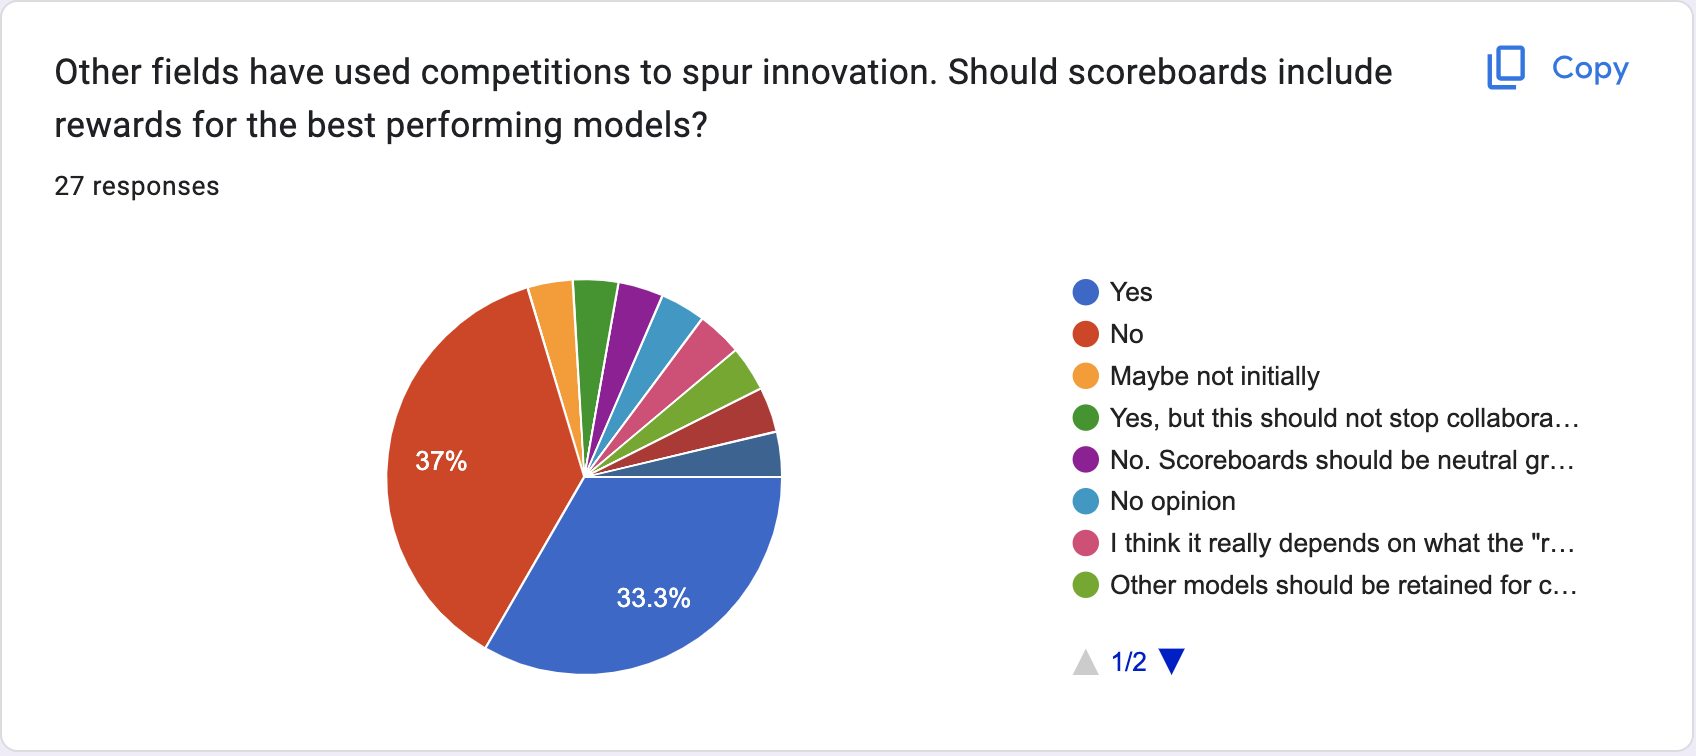 Other fields have used competitions to spur innovation. Should scoreboards include
rewards for the best performing models?
Copy
27 responses
37%
33.3%
Yes
No
Maybe not initially
Yes, but this should not stop collabora…
No. Scoreboards should be neutral gr…
No opinion
I think it really depends on what the "r…
Other models should be retained for c…
1/2